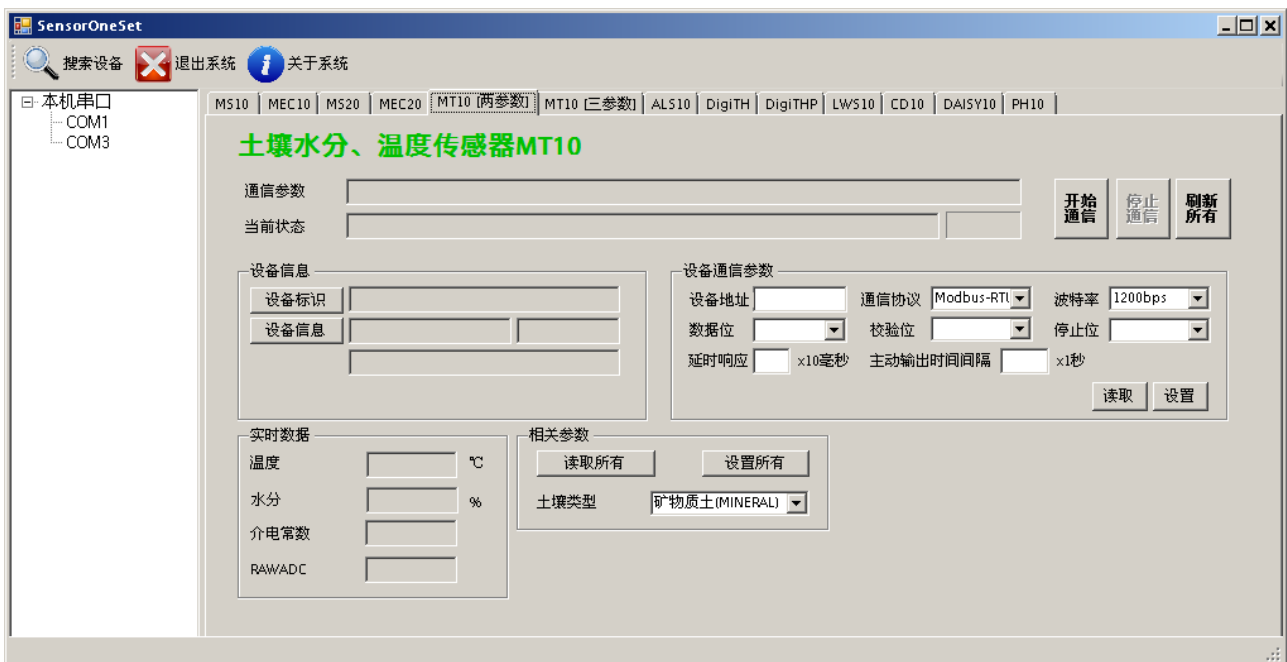 SensorOneSet
搜索设备 退出系统 关于系统
本机串口
COM1
COM3
MS10 MEC10 MS20 MEC20 MT10 [两参数] MT10 [三参数] ALS10 DigiTH DigiTHP LWS10 CD10 DAISY10 PH10
土壤水分、温度传感器MT10
通信参数
当前状态
开始
通信
停止
通信
刷新
所有
设备信息
设备标识
设备信息
设备通信参数
设备地址 通信协议 Modbus-RTU 波特率 1200bps
数据位 校验位 停止位
延时响应 x10毫秒 主动输出时间间隔 x1秒
读取 设置
实时数据
温度 ℃
水分 %
介电常数
RAWADC
相关参数
读取所有 设置所有
土壤类型 矿物质土(MINERAL)